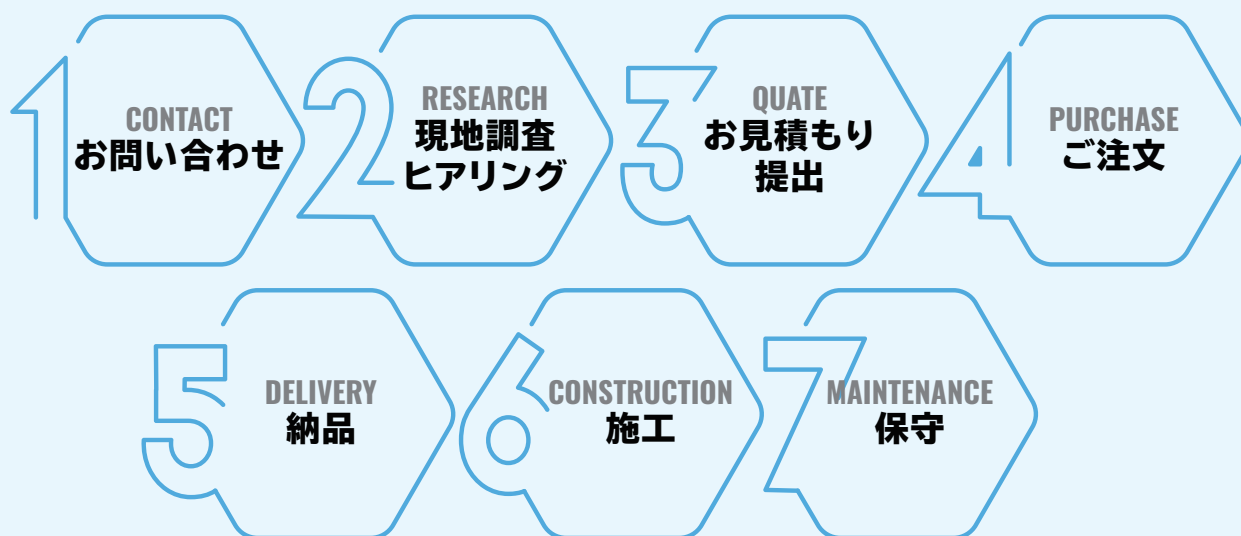 1
CONTACT
お問い合わせ
2
RESEARCH
現地調査
ヒアリング
3
QUATE
お見積もり
提出
4
PURCHASE
ご注文
5
DELIVERY
納品
6
CONSTRUCTION
施工
7
MAINTENANCE
保守